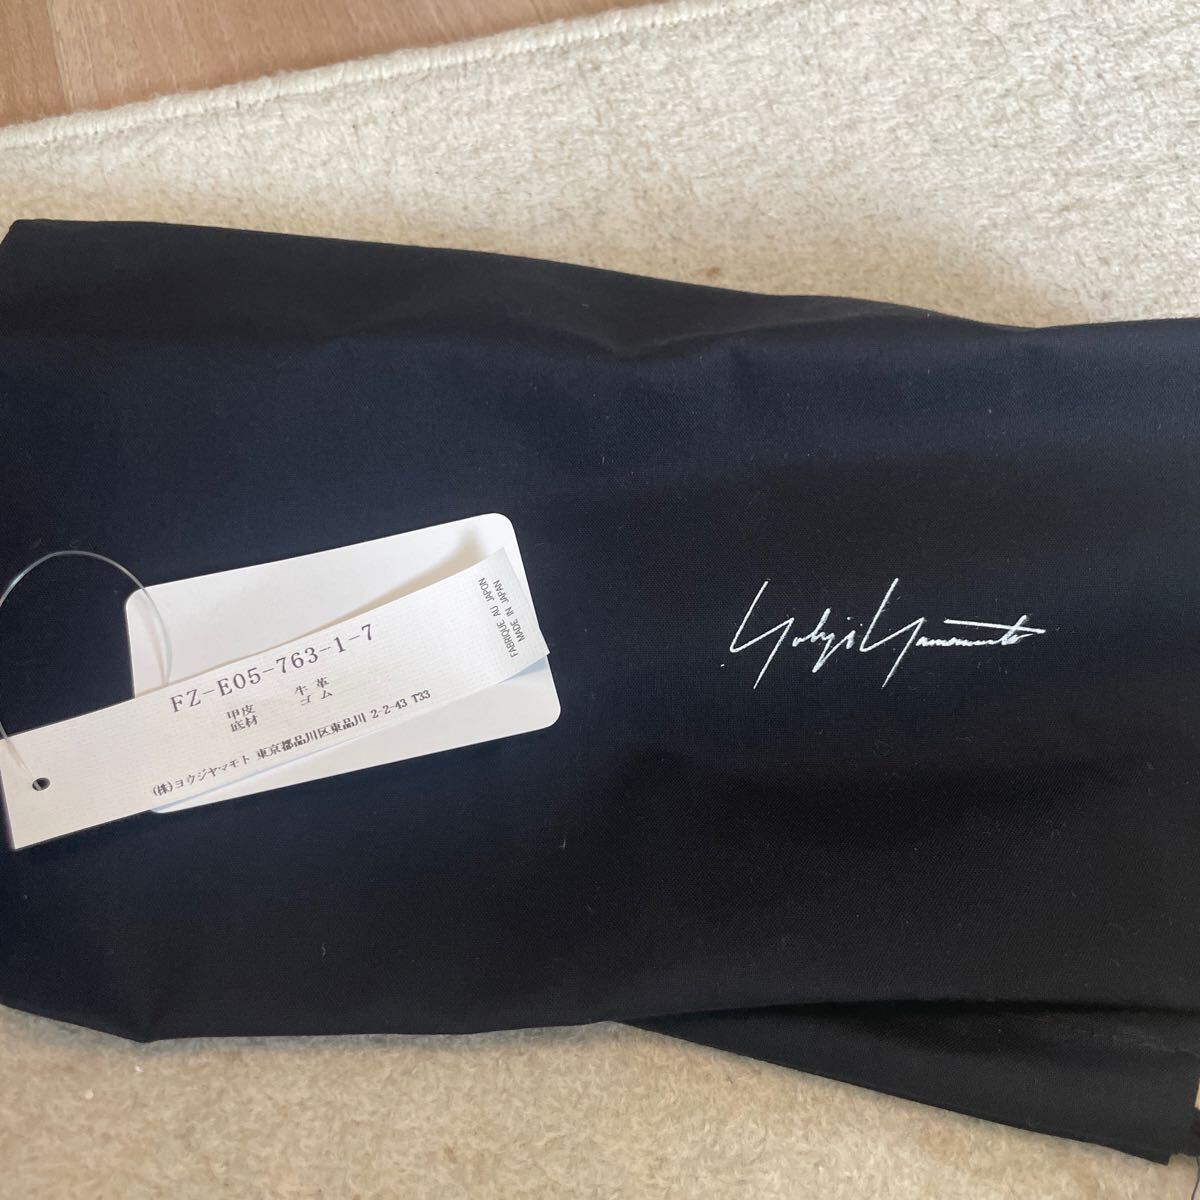 FZ-E05-763-1-7
甲皮 牛革
底材 ゴム
(株)ヨウジヤマモト 東京都品川区東品川 2-2-43 T33
FABRIQUE AU JAPON
MADE IN JAPAN
Yohji Yamamoto